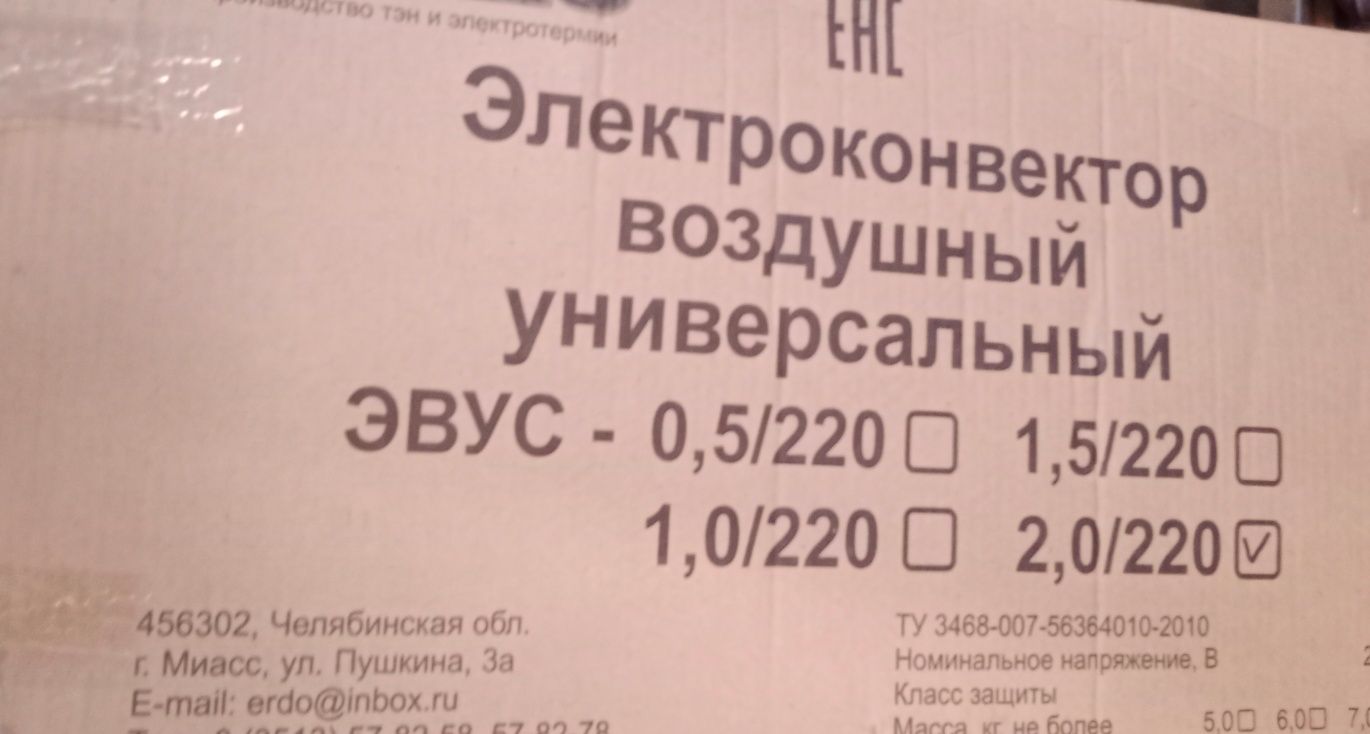 тэн и электротермии
ЕАС
Электроконвектор
воздушный
универсальный
ЭВУС - 0,5/220 1,5/220
1,0/220 2,0/220
456302, Челябинская обл.
г. Миасс, ул. Пушкина, 3а
E-mail: erdo@inbox.ru
ТУ 3468-007-56364010-2010
Номинальное напряжение, В
Класс защиты
Масса, кг, не более 5,0 6,0